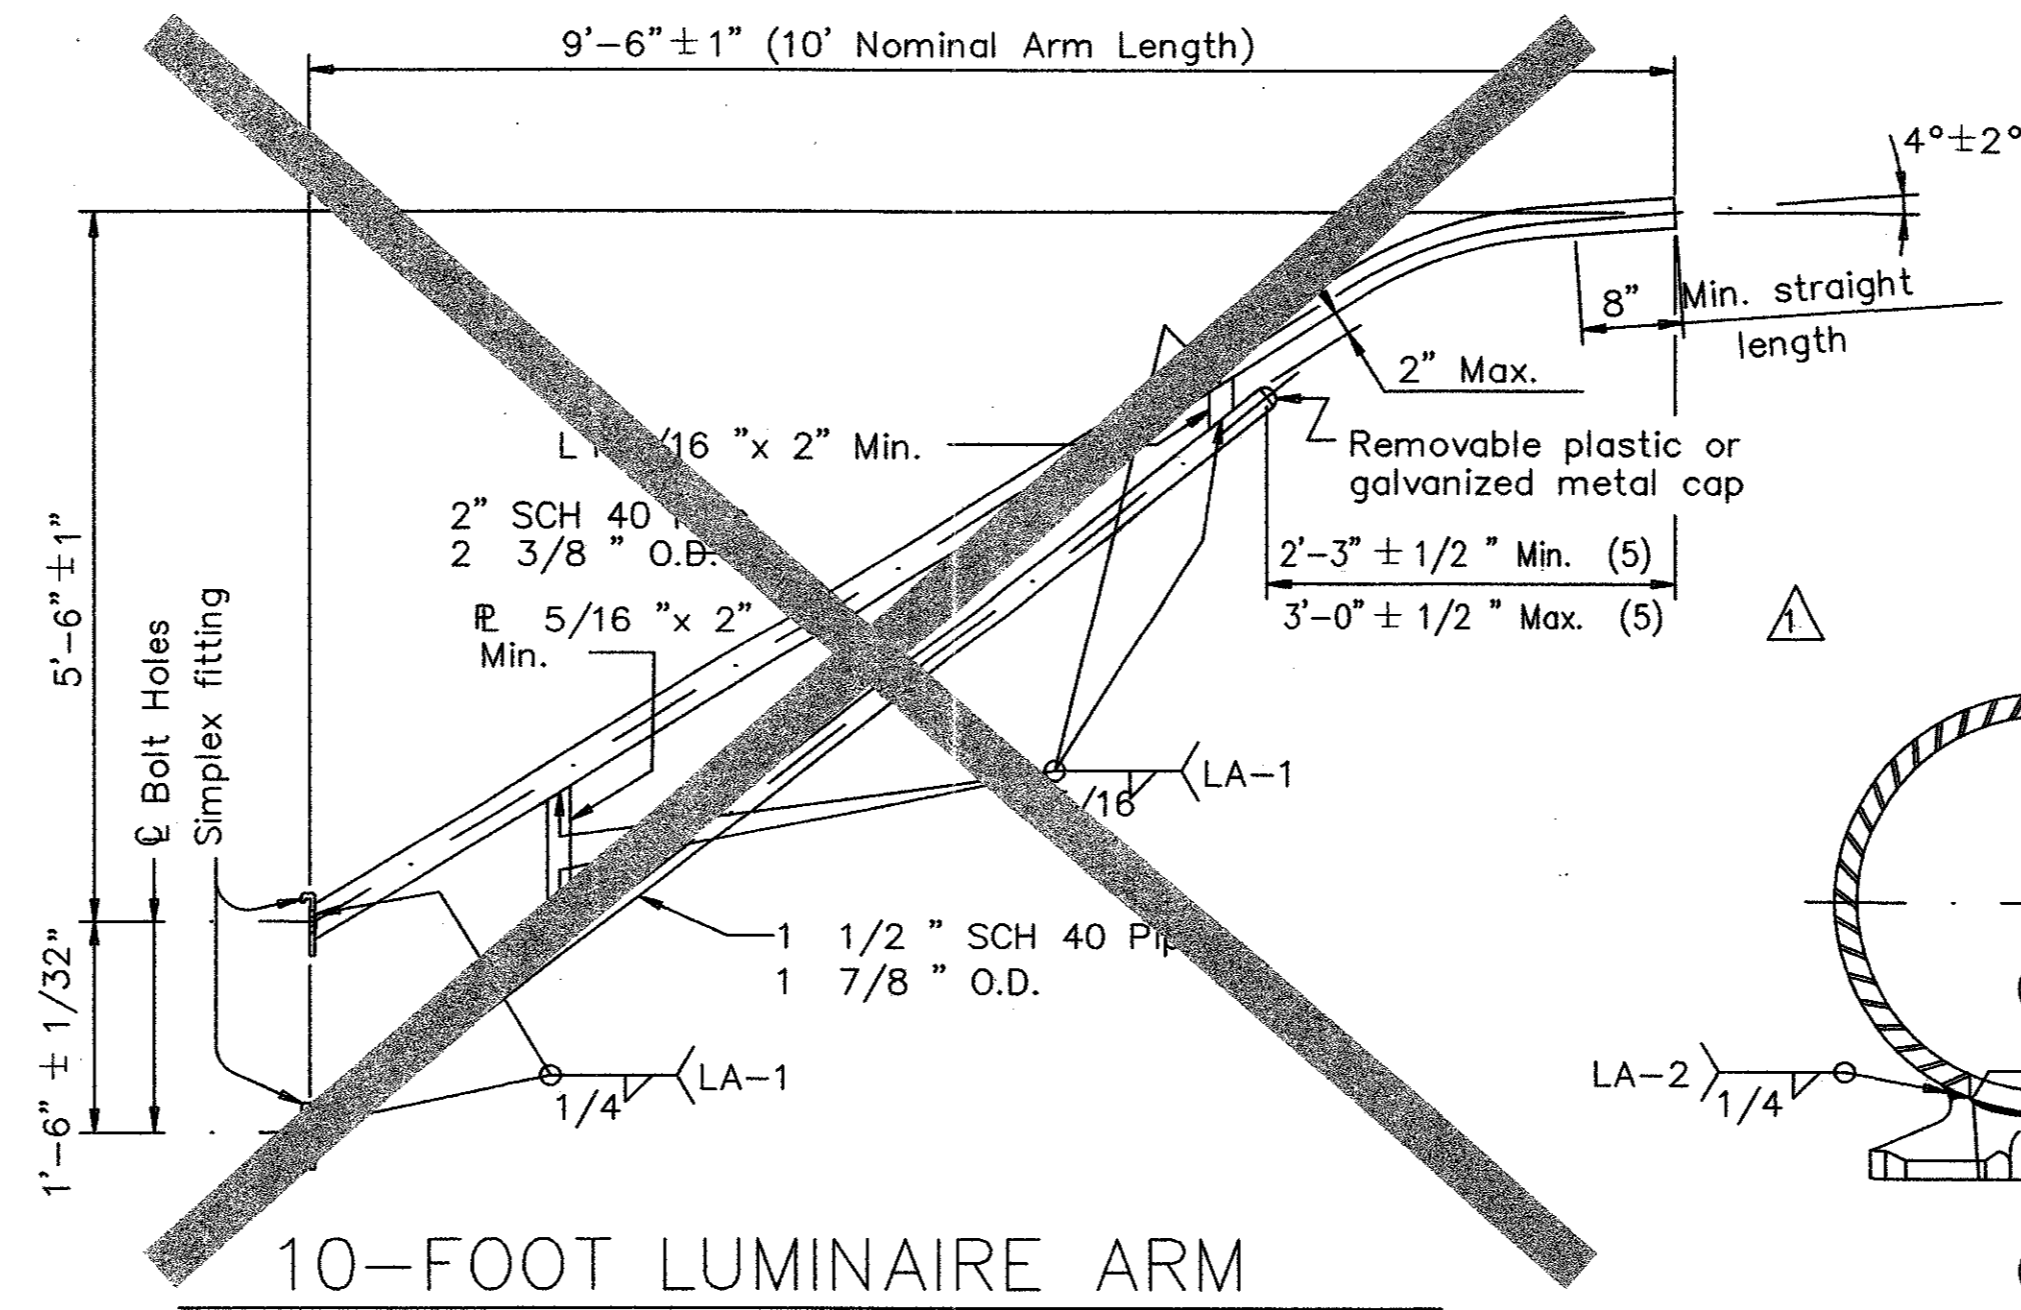 9'-6" ± 1" (10' Nominal Arm Length)
4° ± 2°
8" Min. straight
length
2" Max.
/16 "x 2" Min.
Removable plastic or
galvanized metal cap
2" SCH 40
2 3/8 " O.D.
2'-3" ± 1/2 " Min. (5)
3'-0" ± 1/2 " Max. (5)
5'-6" ± 1"
℄ Bolt Holes
Simplex fitting
℄ 5/16 "x 2"
Min.
1
LA-1
/16
1 1/2 " SCH 40
1 7/8 " O.D.
1'-6" ± 1/32"
LA-1
1/4
LA-2
1/4
10-FOOT LUMINAIRE ARM